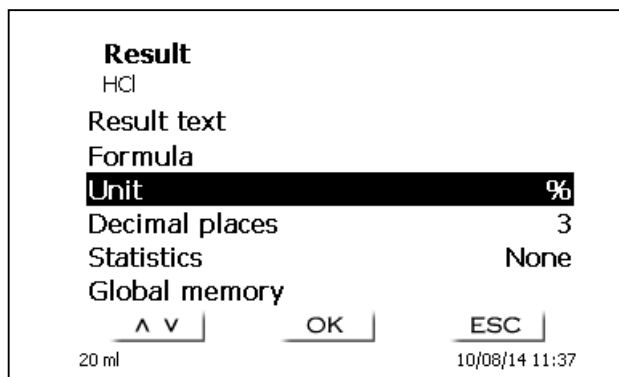 Result
HCl
Result text
Formula
Unit %
Decimal places 3
Statistics None
Global memory
∧ ∨ OK ESC
20 ml 10/08/14 11:37